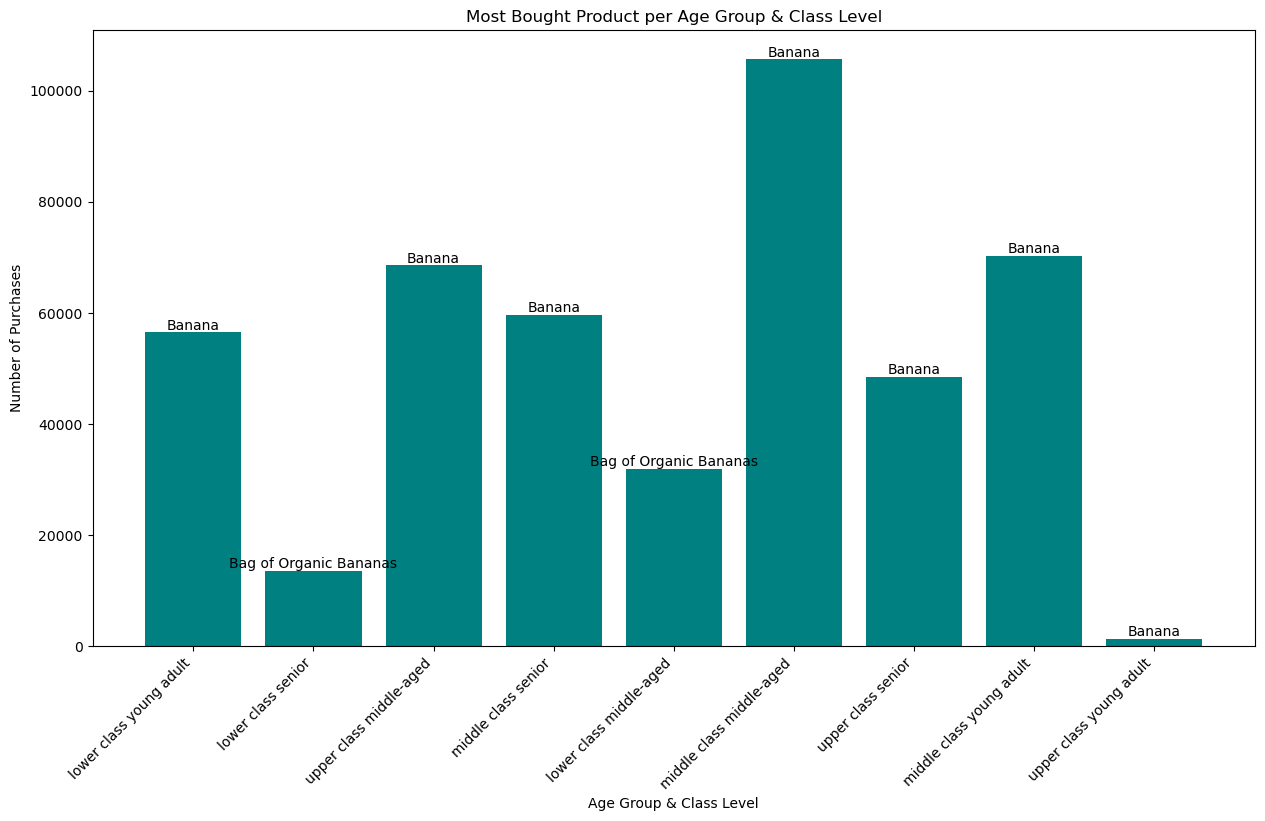 Most Bought Product per Age Group & Class Level
Number of Purchases
100000
80000
60000
40000
20000
0
Banana
Bag of Organic Bananas
Banana
Banana
Bag of Organic Bananas
Banana
Banana
Banana
Banana
lower class young adult
lower class senior
upper class middle-aged
middle class senior
lower class middle-aged
middle class middle-aged
upper class senior
middle class young adult
upper class young adult
Age Group & Class Level